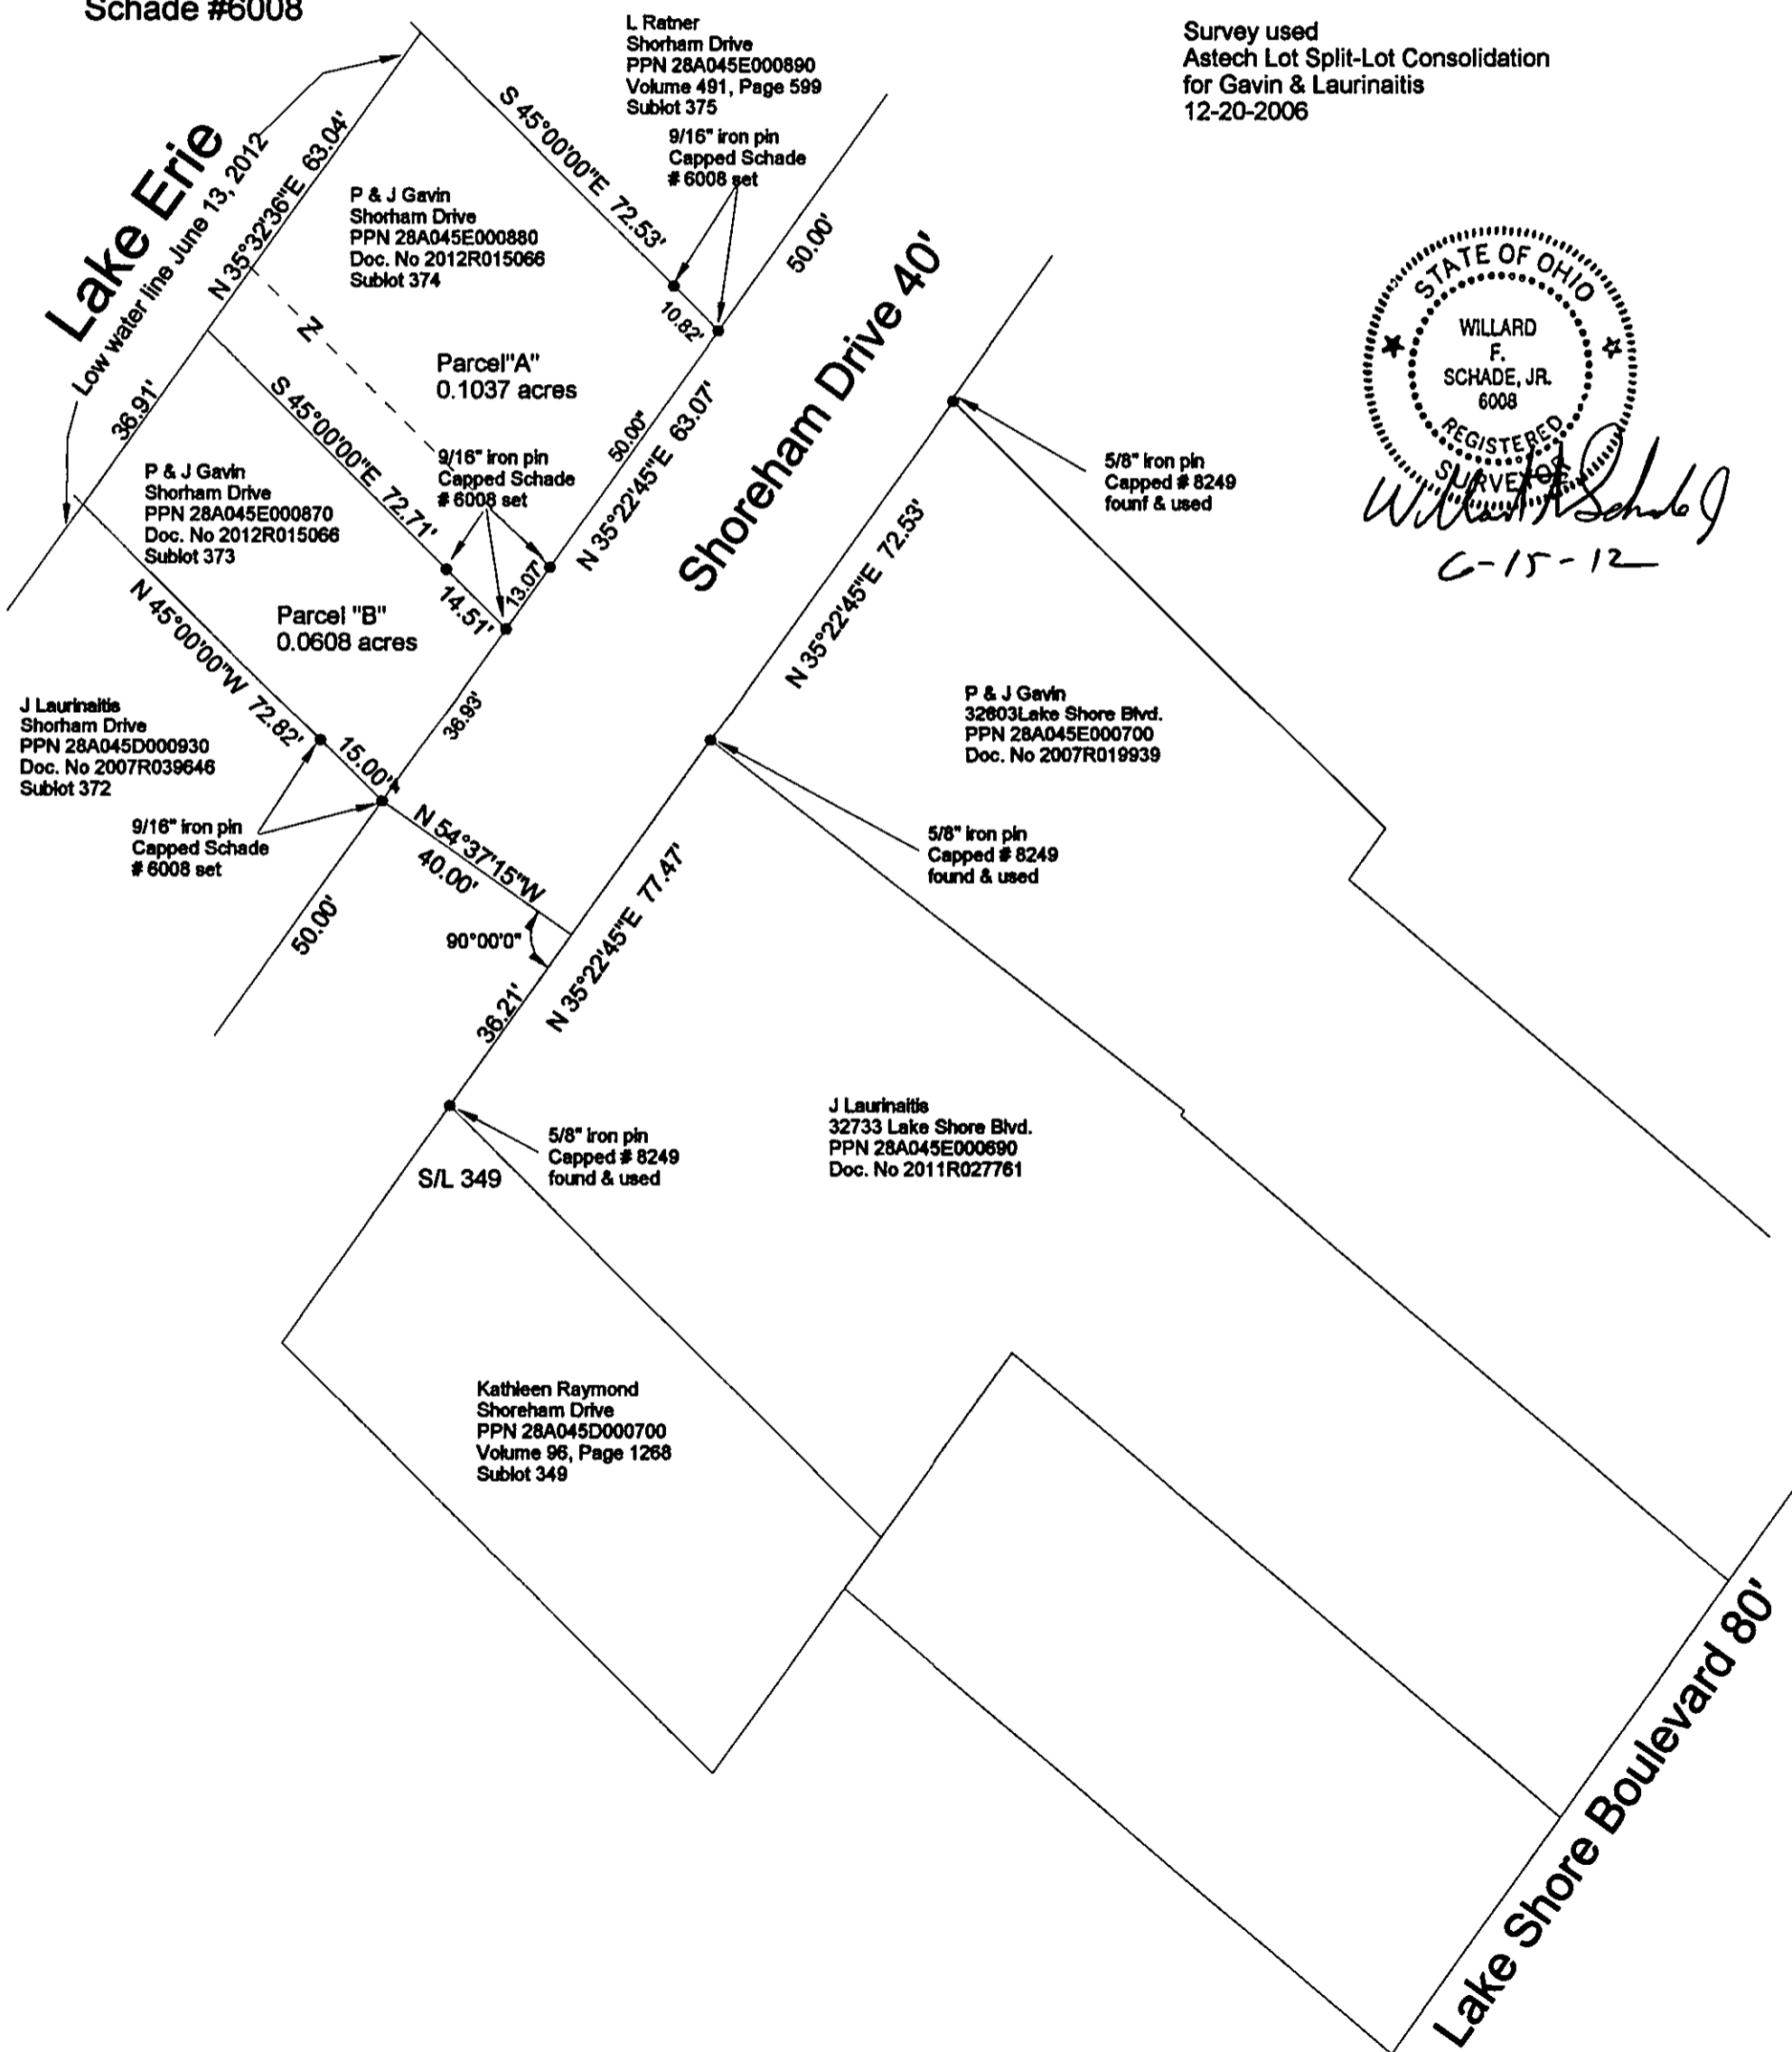 Schade #6008
L Ratner
Shorham Drive
PPN 28A045E000890
Volume 491, Page 599
Sublot 375
Survey used
Astech Lot Split-Lot Consolidation
for Gavin & Laurinaitis
12-20-2006
9/16" iron pin
Capped Schade
# 6008 set
S 45°00'00"E 72.53'
Lake Erie
Low water line June 13, 2012
N 35°32'36"E 63.04'
P & J Gavin
Shorham Drive
PPN 28A045E000880
Doc. No 2012R015066
Sublot 374
50.00'
10.82'
Shoreham Drive 40'
STATE OF OHIO
WILLARD
F.
SCHADE, JR.
6008
REGISTERED
SURVEYOR
Willard F Schade J
6-15-12
Z
Parcel"A"
0.1037 acres
36.91'
S 45°00'00"E 72.71'
50.00"
N 35°22'45"E 63.07'
9/16" iron pin
Capped Schade
# 6008 set
5/8" iron pin
Capped # 8249
founf & used
P & J Gavin
Shorham Drive
PPN 28A045E000870
Doc. No 2012R015066
Sublot 373
13.07'
14.51'
N 35°22'45"E 72.53'
N 45°00'00"W 72.82'
Parcel "B"
0.0608 acres
36.93'
J Laurinaitis
Shorham Drive
PPN 28A045D000930
Doc. No 2007R039646
Sublot 372
15.00'
P & J Gavin
32603Lake Shore Blvd.
PPN 28A045E000700
Doc. No 2007R019939
9/16" iron pin
Capped Schade
# 6008 set
N 54°37'15"W
40.00'
5/8" iron pin
Capped # 8249
found & used
50.00'
90°00'0"
N 35°22'45"E 77.47'
36.21'
J Laurinaitis
32733 Lake Shore Blvd.
PPN 28A045E000690
Doc. No 2011R027761
5/8" iron pin
Capped # 8249
found & used
S/L 349
Kathleen Raymond
Shoreham Drive
PPN 28A045D000700
Volume 96, Page 1268
Sublot 349
Lake Shore Boulevard 80'